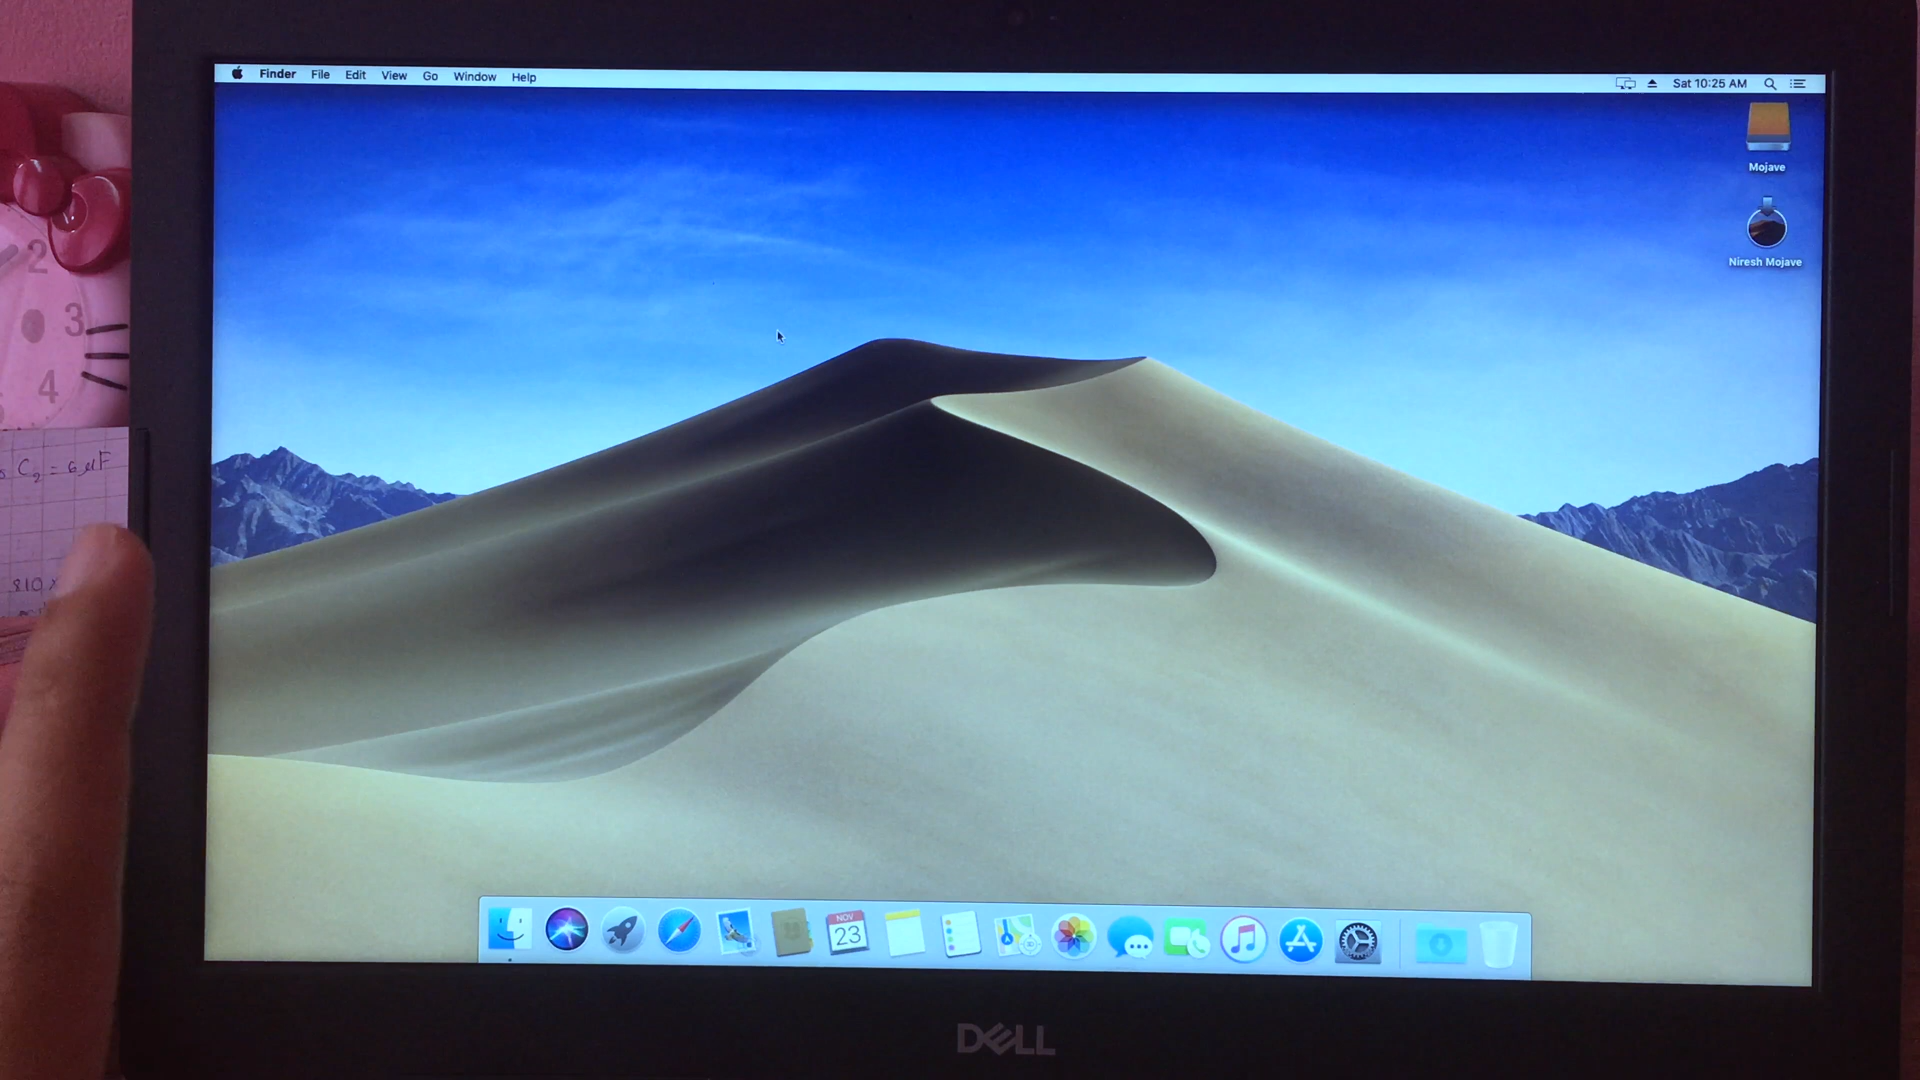 Finder File Edit View Go Window Help
Sat 10:25 AM
Mojave
Niresh Mojave
2
3
4
C₂ = 6 μF
810 x
NOV
23
DELL